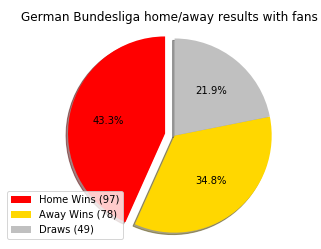 German Bundesliga home/away results with fans
21.9%
43.3%
34.8%
Home Wins (97)
Away Wins (78)
Draws (49)